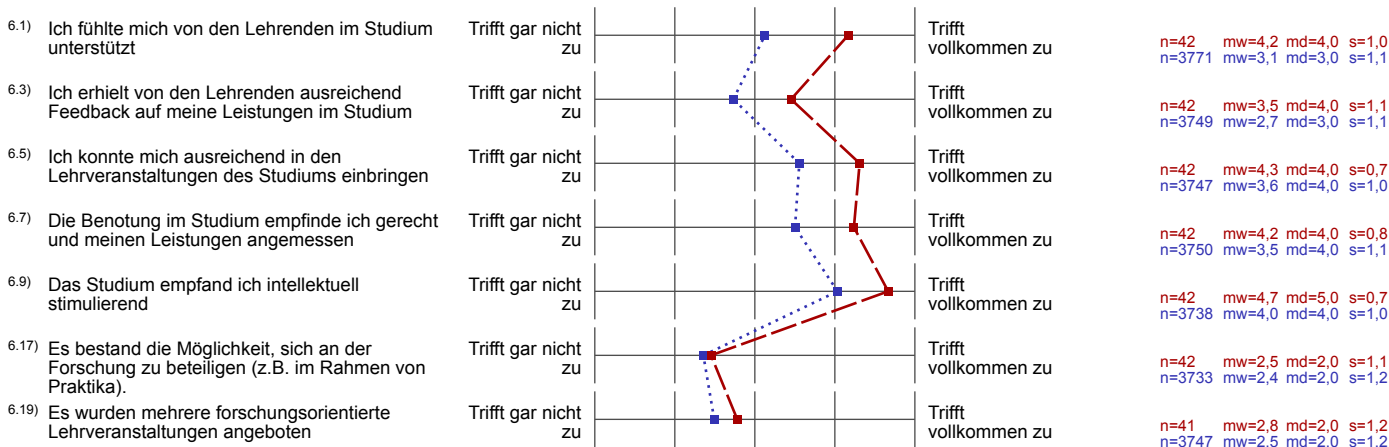 6.1) Ich fühlte mich von den Lehrenden im Studium unterstützt
Trifft gar nicht zu
Trifft vollkommen zu
n=42 mw=4,2 md=4,0 s=1,0
n=3771 mw=3,1 md=3,0 s=1,1
6.3) Ich erhielt von den Lehrenden ausreichend Feedback auf meine Leistungen im Studium
Trifft gar nicht zu
Trifft vollkommen zu
n=42 mw=3,5 md=4,0 s=1,1
n=3749 mw=2,7 md=3,0 s=1,1
6.5) Ich konnte mich ausreichend in den Lehrveranstaltungen des Studiums einbringen
Trifft gar nicht zu
Trifft vollkommen zu
n=42 mw=4,3 md=4,0 s=0,7
n=3747 mw=3,6 md=4,0 s=1,0
6.7) Die Benotung im Studium empfinde ich gerecht und meinen Leistungen angemessen
Trifft gar nicht zu
Trifft vollkommen zu
n=42 mw=4,2 md=4,0 s=0,8
n=3750 mw=3,5 md=4,0 s=1,1
6.9) Das Studium empfand ich intellektuell stimulierend
Trifft gar nicht zu
Trifft vollkommen zu
n=42 mw=4,7 md=5,0 s=0,7
n=3738 mw=4,0 md=4,0 s=1,0
6.17) Es bestand die Möglichkeit, sich an der Forschung zu beteiligen (z.B. im Rahmen von Praktika).
Trifft gar nicht zu
Trifft vollkommen zu
n=42 mw=2,5 md=2,0 s=1,1
n=3733 mw=2,4 md=2,0 s=1,2
6.19) Es wurden mehrere forschungsorientierte Lehrveranstaltungen angeboten
Trifft gar nicht zu
Trifft vollkommen zu
n=41 mw=2,8 md=2,0 s=1,2
n=3747 mw=2,5 md=2,0 s=1,2